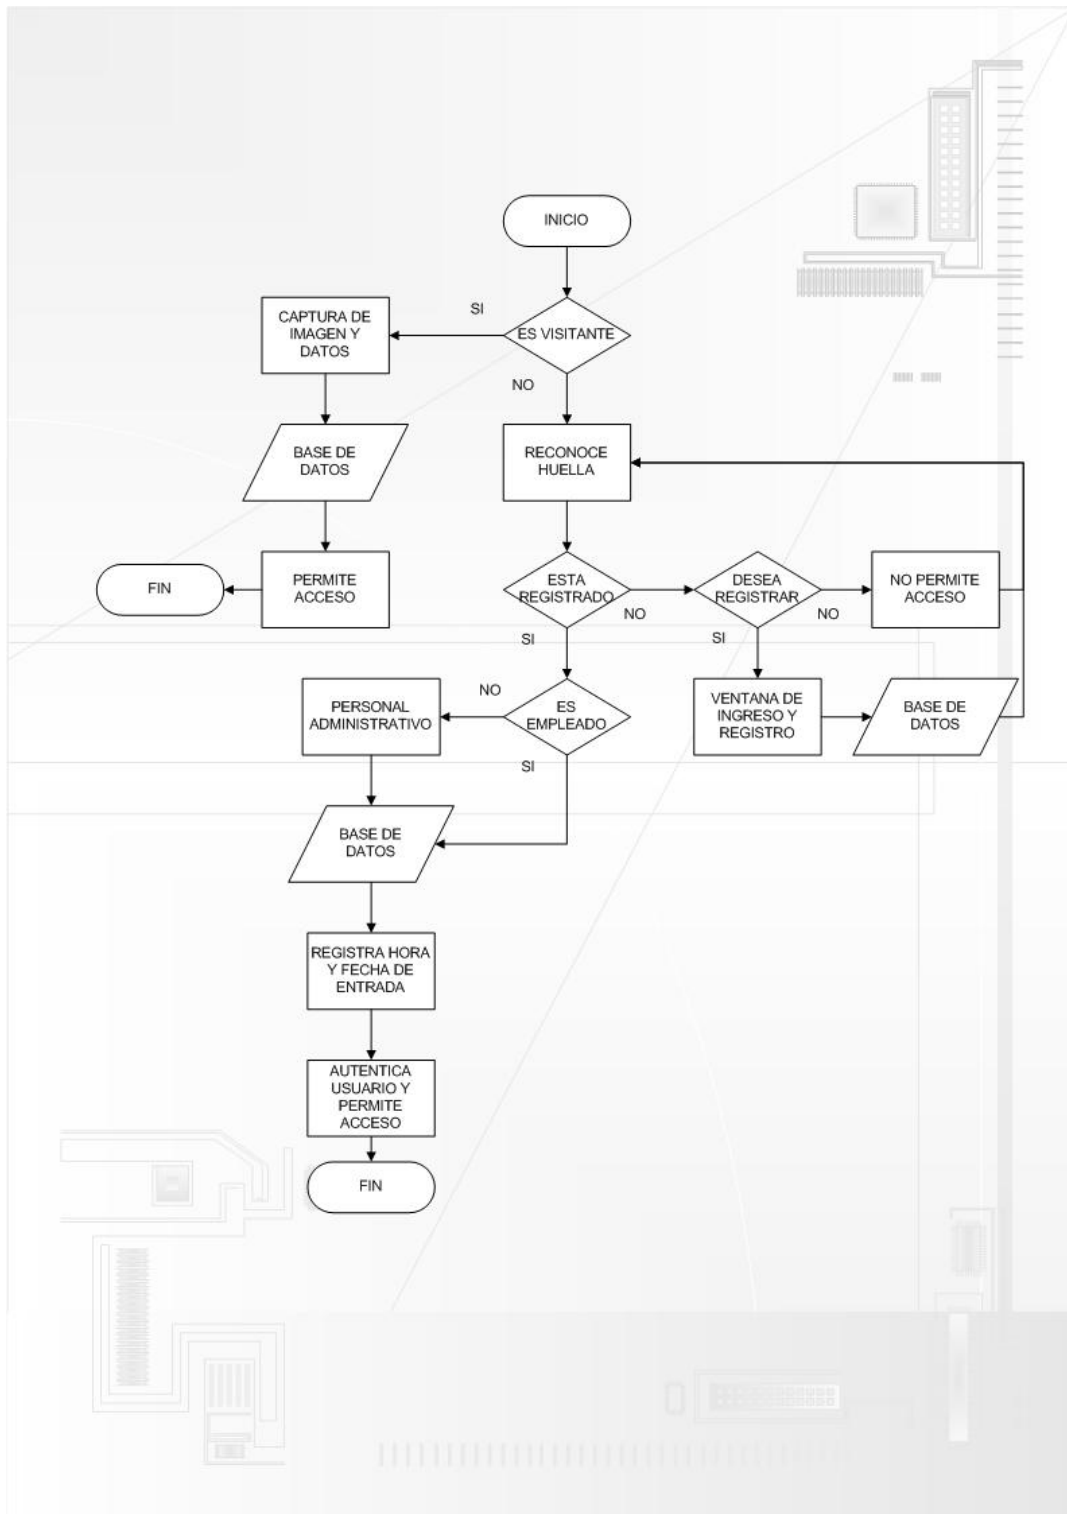 INICIO
SI
CAPTURA DE
IMAGEN Y
DATOS
ES VISITANTE
NO
BASE DE
DATOS
RECONOCE
HUELLA
FIN
PERMITE
ACCESO
ESTA
REGISTRADO
NO
DESEA
REGISTRAR
NO
NO PERMITE
ACCESO
SI
SI
PERSONAL
ADMINISTRATIVO
NO
ES
EMPLEADO
SI
VENTANA DE
INGRESO Y
REGISTRO
BASE DE
DATOS
BASE DE
DATOS
REGISTRA HORA
Y FECHA DE
ENTRADA
AUTENTICA
USUARIO Y
PERMITE
ACCESO
FIN